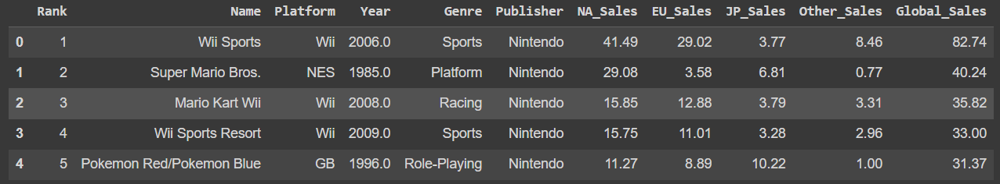 Rank Name Platform Year Genre Publisher NA_Sales EU_Sales JP_Sales Other_Sales Global_Sales
0 1 Wii Sports Wii 2006.0 Sports Nintendo 41.49 29.02 3.77 8.46 82.74
1 2 Super Mario Bros. NES 1985.0 Platform Nintendo 29.08 3.58 6.81 0.77 40.24
2 3 Mario Kart Wii Wii 2008.0 Racing Nintendo 15.85 12.88 3.79 3.31 35.82
3 4 Wii Sports Resort Wii 2009.0 Sports Nintendo 15.75 11.01 3.28 2.96 33.00
4 5 Pokemon Red/Pokemon Blue GB 1996.0 Role-Playing Nintendo 11.27 8.89 10.22 1.00 31.37